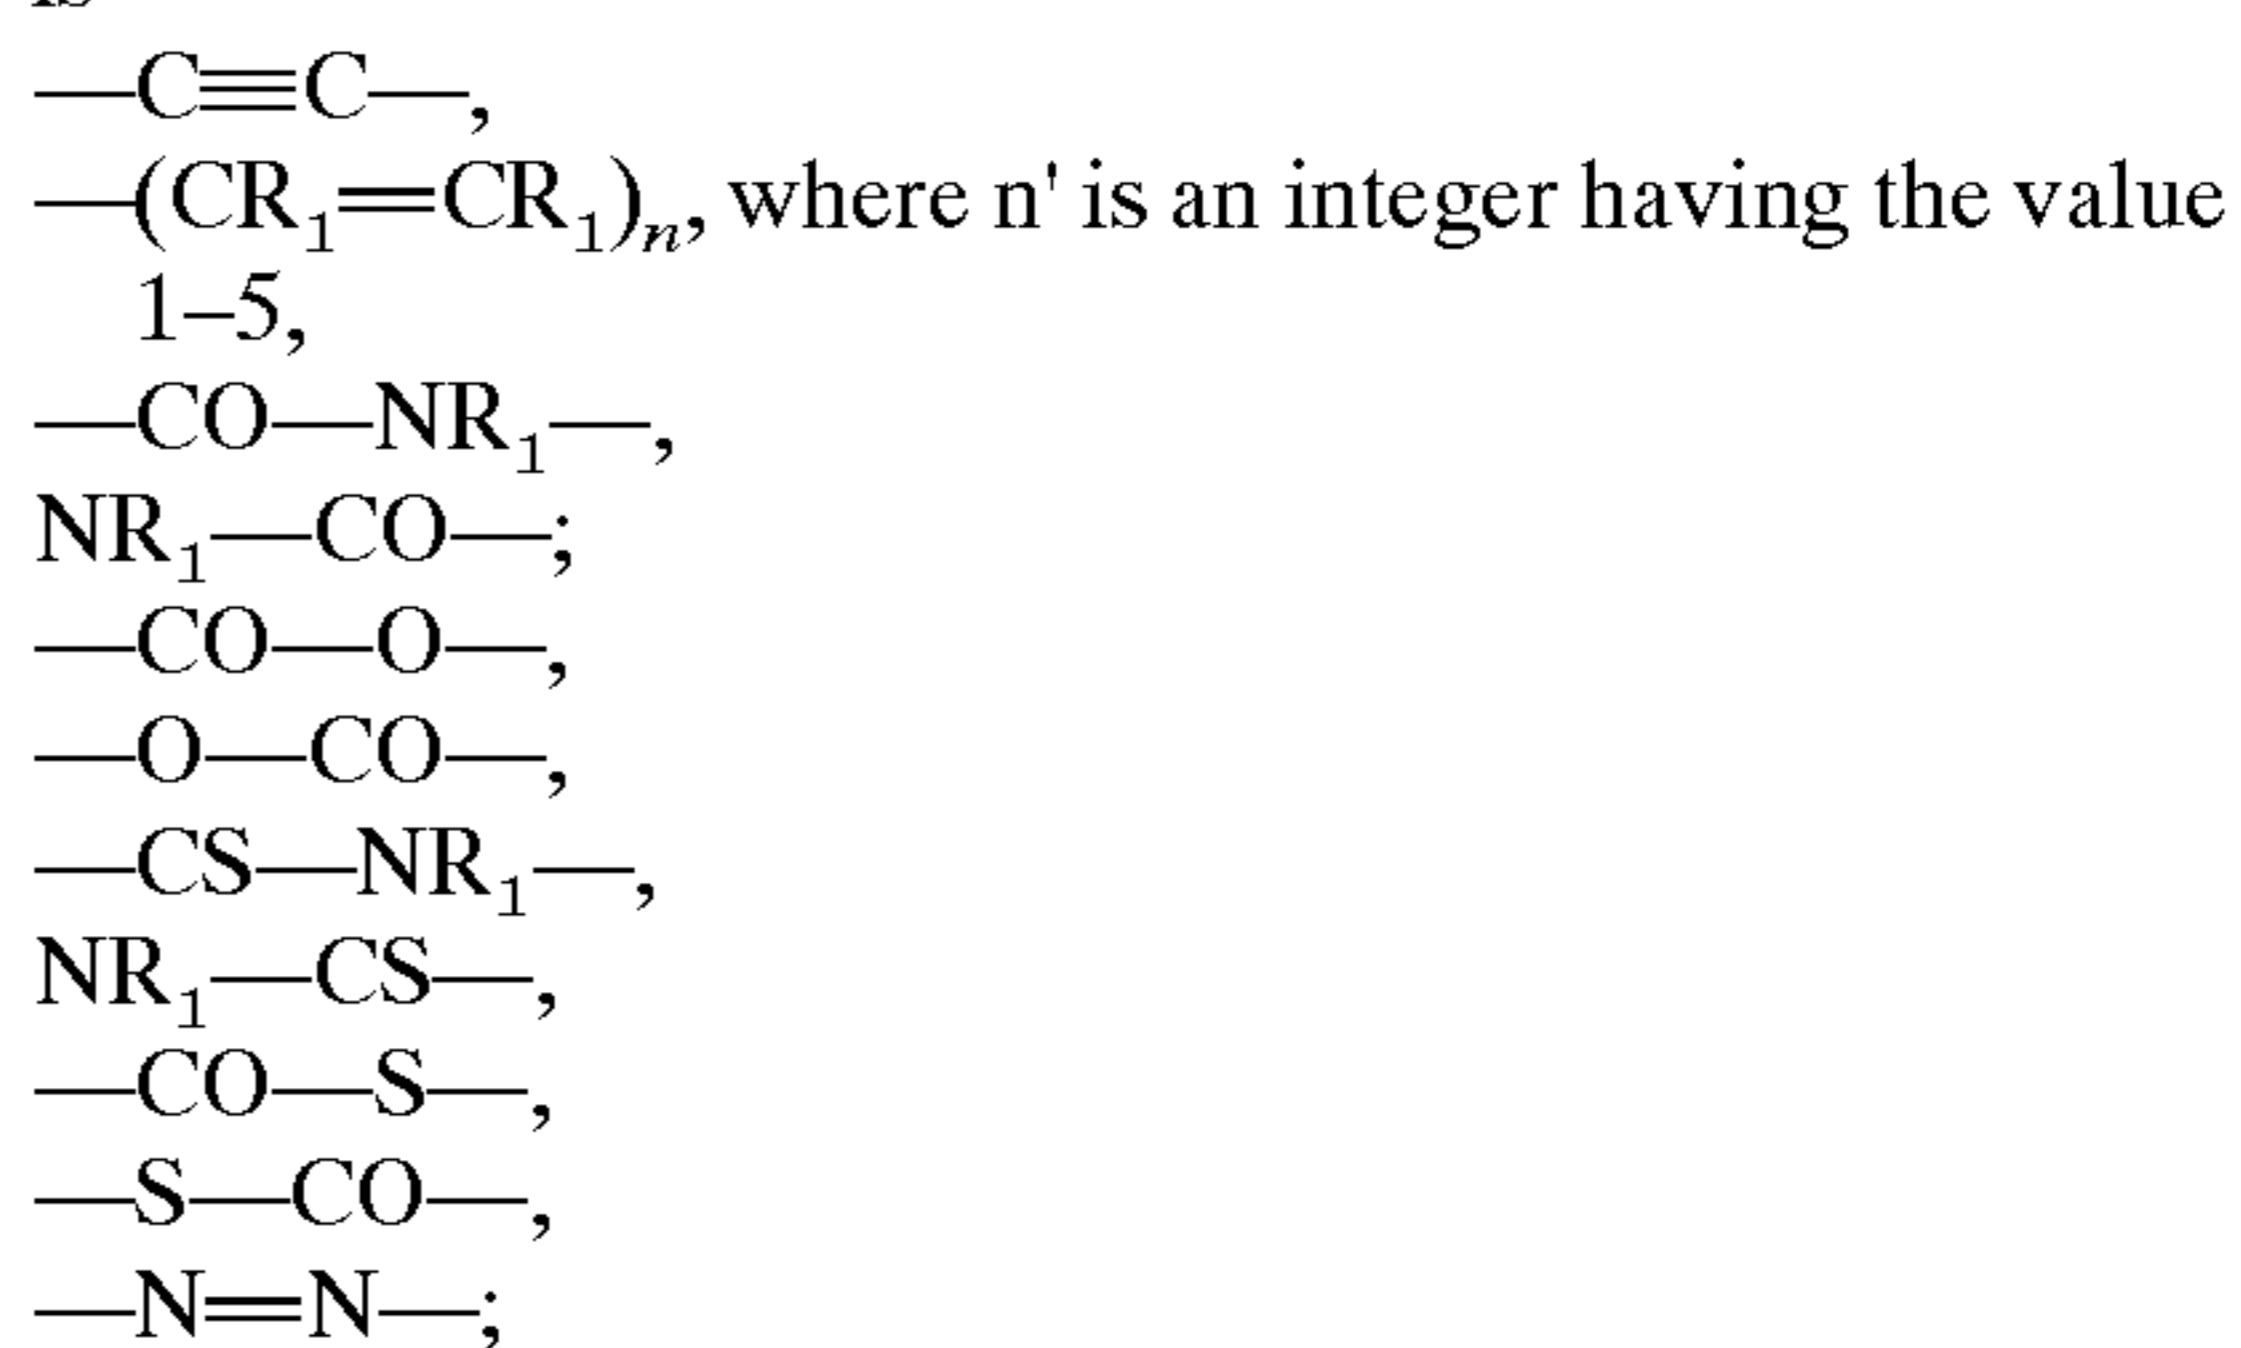 —C≡C—,
—(CR₁═CR₁)ₙ, where n' is an integer having the value
1–5,
—CO—NR₁—,
NR₁—CO—;
—CO—O—,
—O—CO—,
—CS—NR₁—,
NR₁—CS—,
—CO—S—,
—S—CO—,
—N═N—;